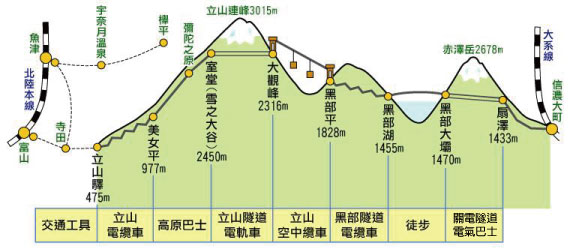 立山連峰3015m
赤澤岳2678m
宇奈月溫泉
欅平
魚津
北陸本線
富山
寺田
彌陀之原
大系線
信濃大町
立山驛
475m
美女平
977m
室堂（雪之大谷）
2450m
大觀峰
2316m
黑部平
1828m
黑部湖
1455m
黑部大壩
1470m
扇澤
1433m
交通工具
立山
電纜車
高原巴士
立山隧道
電軌車
立山
空中纜車
黑部隧道
電纜車
徒步
關電隧道
電氣巴士